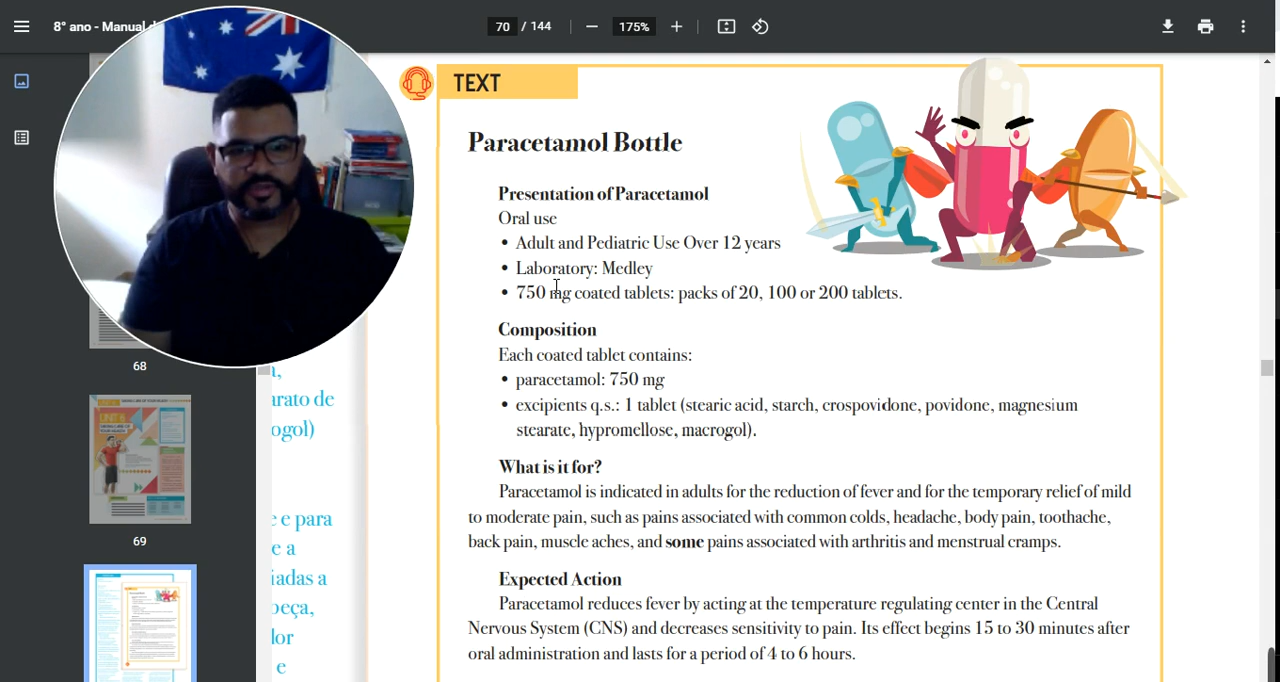 8° ano - Manual d
70 / 144
175%
TEXT
Paracetamol Bottle
Presentation of Paracetamol
Oral use
• Adult and Pediatric Use Over 12 years
• Laboratory: Medley
• 750 mg coated tablets: packs of 20, 100 or 200 tablets.
Composition
Each coated tablet contains:
• paracetamol: 750 mg
• excipients q.s.: 1 tablet (stearic acid, starch, crospovidone, povidone, magnesium
stearate, hypromellose, macrogol).
What is it for?
Paracetamol is indicated in adults for the reduction of fever and for the temporary relief of mild
to moderate pain, such as pains associated with common colds, headache, body pain, toothache,
back pain, muscle aches, and some pains associated with arthritis and menstrual cramps.
Expected Action
Paracetamol reduces fever by acting at the temperature regulating center in the Central
Nervous System (CNS) and decreases sensitivity to pain. Its effect begins 15 to 30 minutes after
oral administration and lasts for a period of 4 to 6 hours.
68
UNIT 6
69
a,
arato de
ogol)
e e para
e a
iadas a
beça,
lor
e